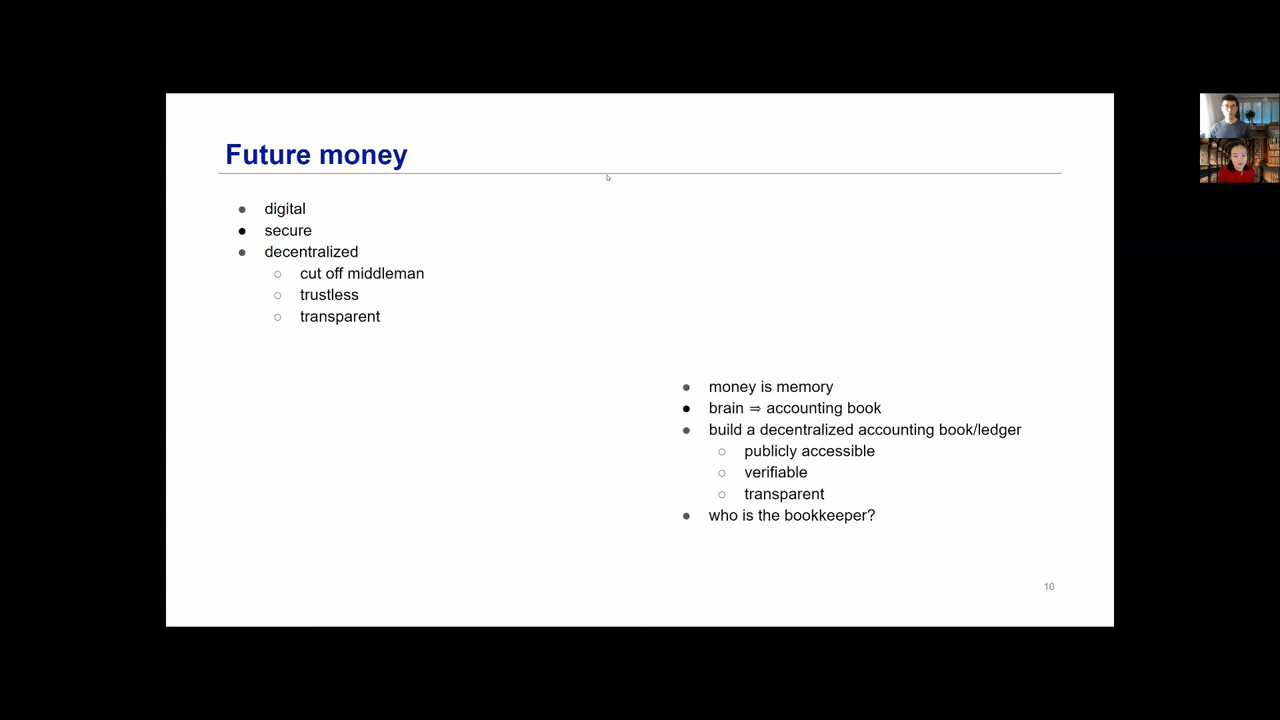 Future money
● digital
● secure
● decentralized
○ cut off middleman
○ trustless
○ transparent
● money is memory
● brain ⇒ accounting book
● build a decentralized accounting book/ledger
○ publicly accessible
○ verifiable
○ transparent
● who is the bookkeeper?
10